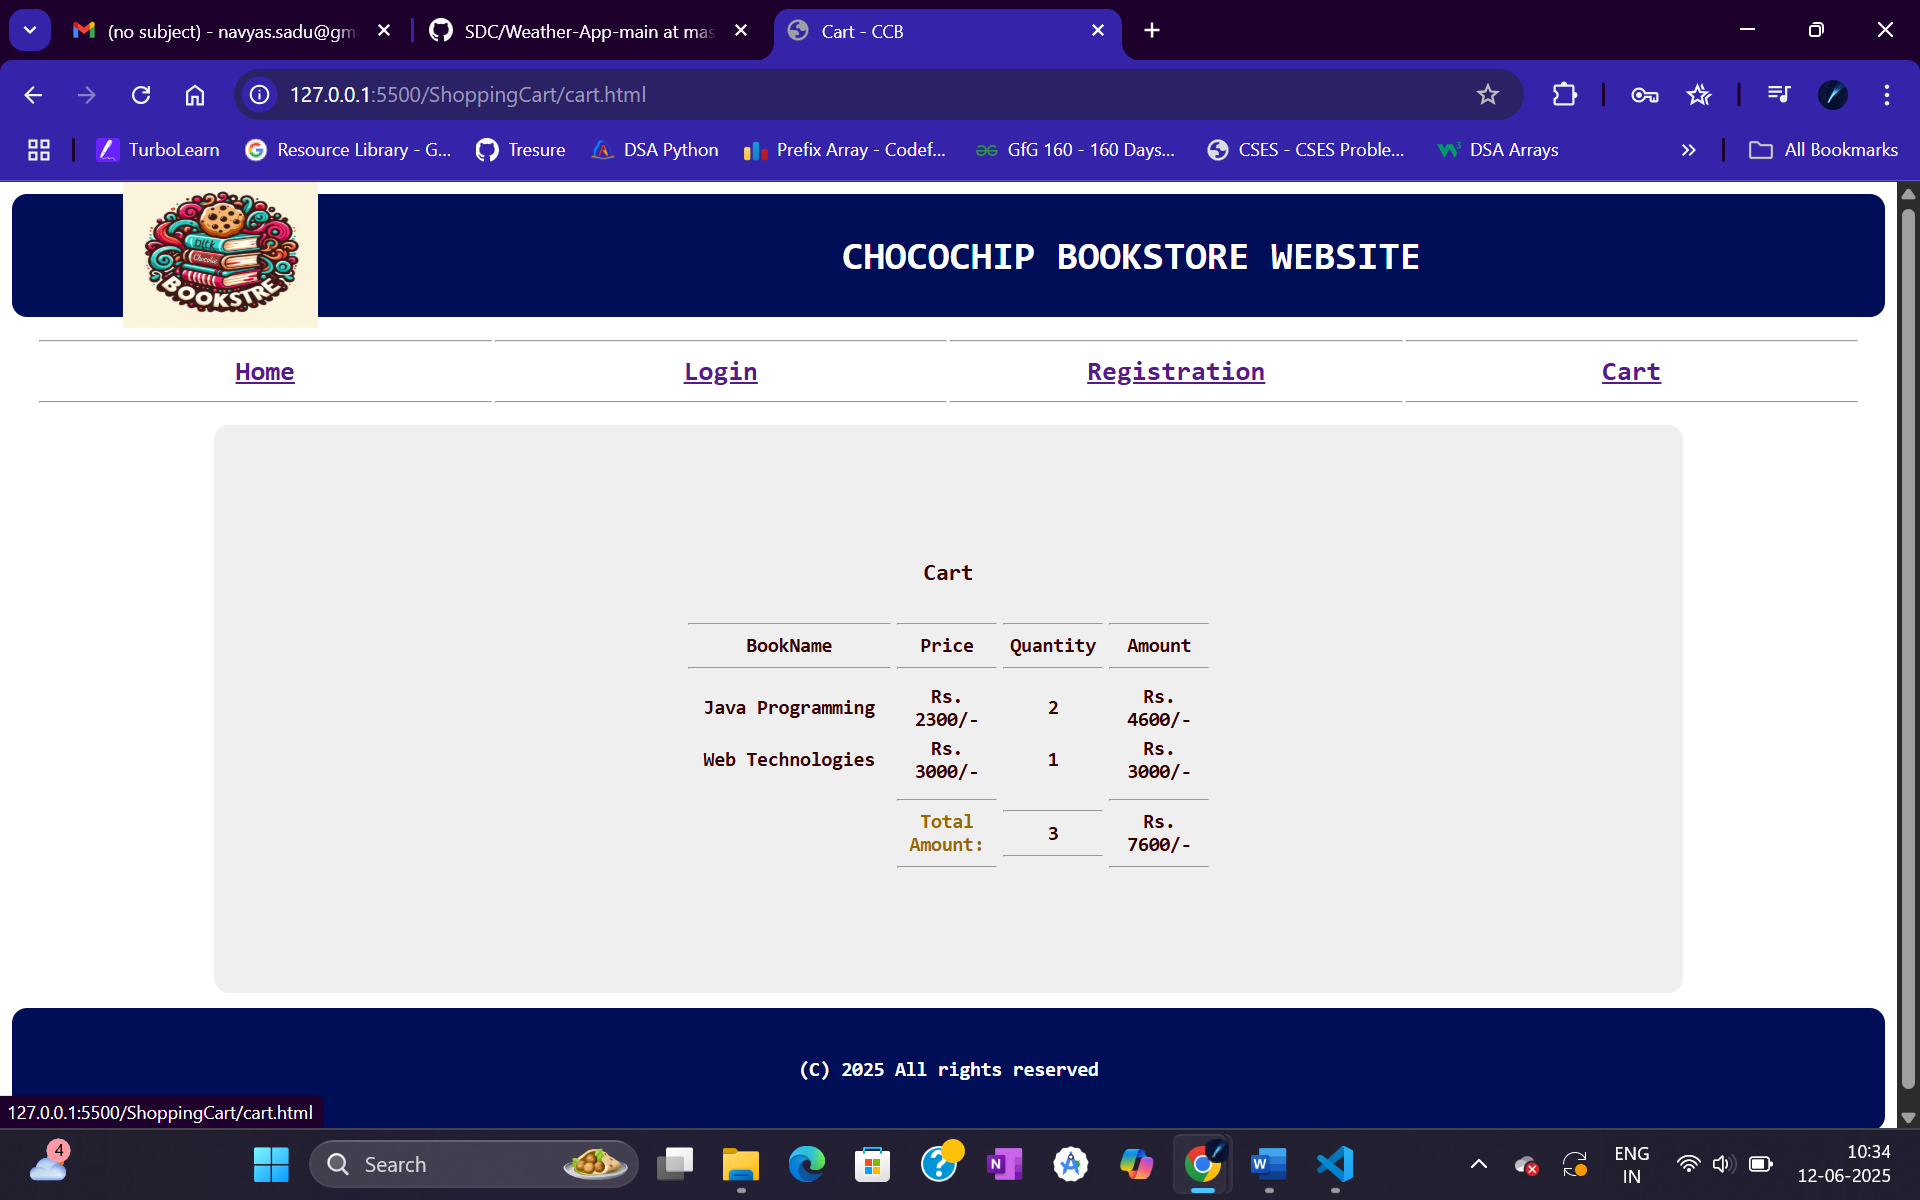 (no subject) - navyas.sadu@gm
SDC/Weather-App-main at mas
Cart - CCB
127.0.0.1:5500/ShoppingCart/cart.html
TurboLearn
Resource Library - G...
Tresure
DSA Python
Prefix Array - Codef...
GfG 160 - 160 Days...
CSES - CSES Proble...
DSA Arrays
All Bookmarks
BOOKSTRE
CHOCOCHIP BOOKSTORE WEBSITE
Home
Login
Registration
Cart
Cart
BookName Price Quantity Amount
Java Programming Rs. 2300/- 2 Rs. 4600/-
Web Technologies Rs. 3000/- 1 Rs. 3000/-
Total Amount: 3 Rs. 7600/-
(C) 2025 All rights reserved
127.0.0.1:5500/ShoppingCart/cart.html
4
Search
ENG
IN
10:34
12-06-2025